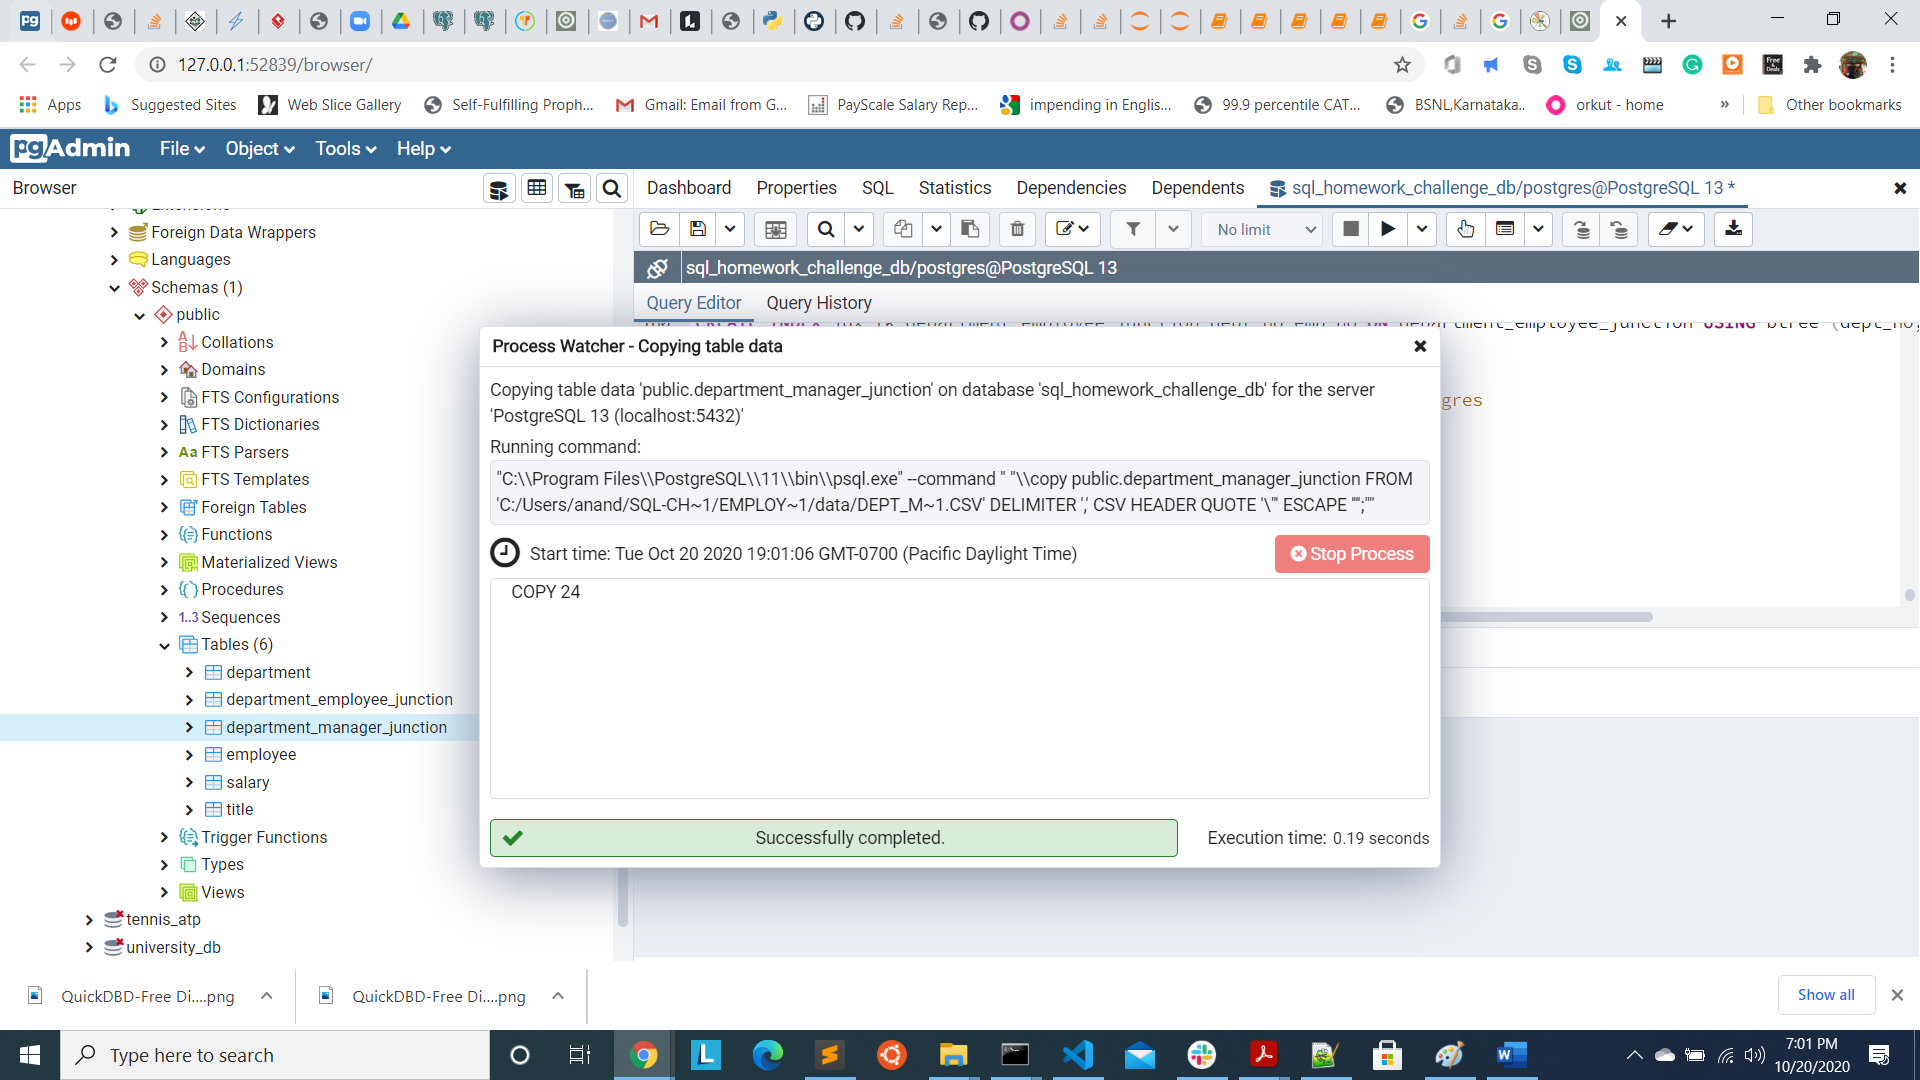 127.0.0.1:52839/browser/
Apps
Suggested Sites
Web Slice Gallery
Self-Fulfilling Proph...
Gmail: Email from G...
PayScale Salary Rep...
impending in Englis...
99.9 percentile CAT...
BSNL,Karnataka..
orkut - home
»
Other bookmarks
pgAdmin
File
Object
Tools
Help
Browser
Dashboard
Properties
SQL
Statistics
Dependencies
Dependents
sql_homework_challenge_db/postgres@PostgreSQL 13 *
No limit
sql_homework_challenge_db/postgres@PostgreSQL 13
Query Editor
Query History
Foreign Data Wrappers
Languages
Schemas (1)
public
Collations
Domains
FTS Configurations
FTS Dictionaries
Aa FTS Parsers
FTS Templates
Foreign Tables
Functions
Materialized Views
Procedures
1..3 Sequences
Tables (6)
department
department_employee_junction
department_manager_junction
employee
salary
title
Trigger Functions
Types
Views
tennis_atp
university_db
gres
Process Watcher - Copying table data
Copying table data 'public.department_manager_junction' on database 'sql_homework_challenge_db' for the server
'PostgreSQL 13 (localhost:5432)'
Running command:
"C:\\Program Files\\PostgreSQL\\11\\bin\\psql.exe" --command " "\\copy public.department_manager_junction FROM
'C:/Users/anand/SQL-CH~1/EMPLOY~1/data/DEPT_M~1.CSV' DELIMITER ',' CSV HEADER QUOTE '\"' ESCAPE '''';""
Start time: Tue Oct 20 2020 19:01:06 GMT-0700 (Pacific Daylight Time)
Stop Process
COPY 24
Successfully completed.
Execution time: 0.19 seconds
QuickDBD-Free Di....png
QuickDBD-Free Di....png
Show all
Type here to search
7:01 PM
10/20/2020